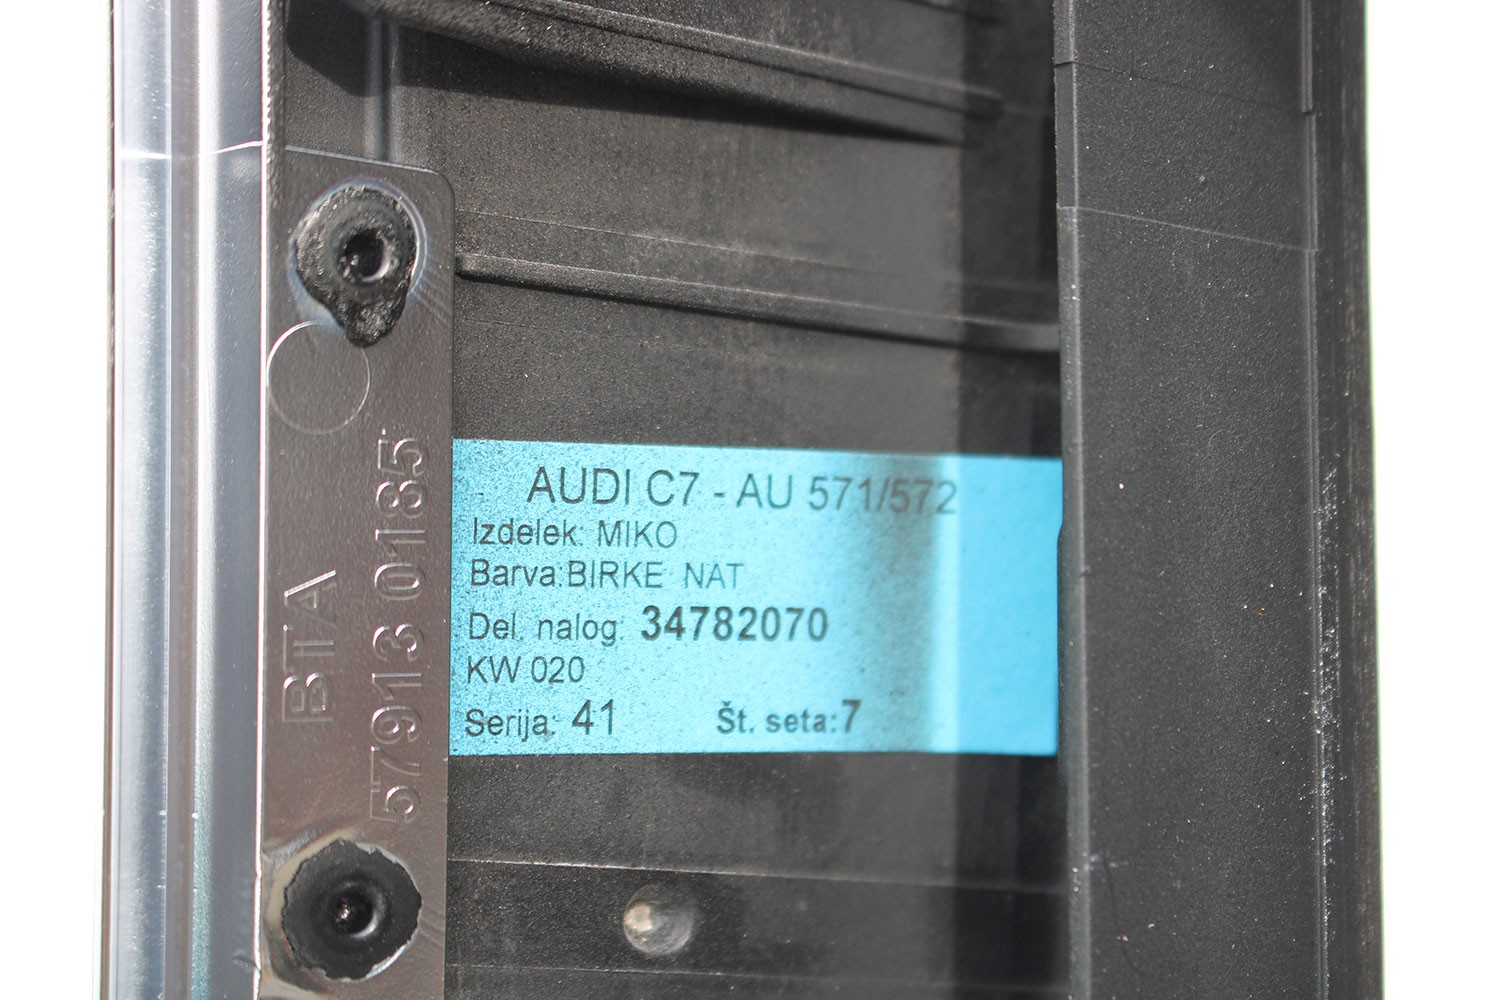 AUDI C7 - AU 571/572
Izdelek: MIKO
Barva:BIRKE NAT
Del. nalog: 34782070
KW 020
Serija: 41 Št. seta:7
BTA
57913 0185